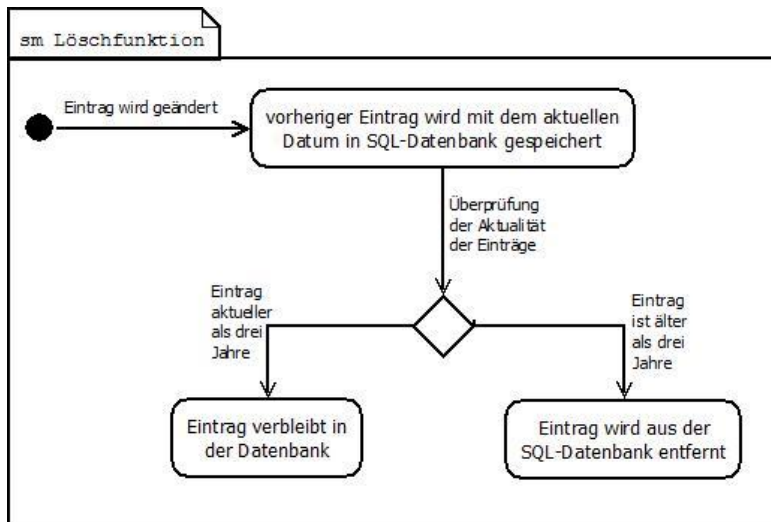 sm Löschfunktion
Eintrag wird geändert
vorheriger Eintrag wird mit dem aktuellen
Datum in SQL-Datenbank gespeichert
Überprüfung
der Aktualität
der Einträge
Eintrag
aktueller
als drei
Jahre
Eintrag
ist älter
als drei
Jahre
Eintrag verbleibt in
der Datenbank
Eintrag wird aus der
SQL-Datenbank entfernt